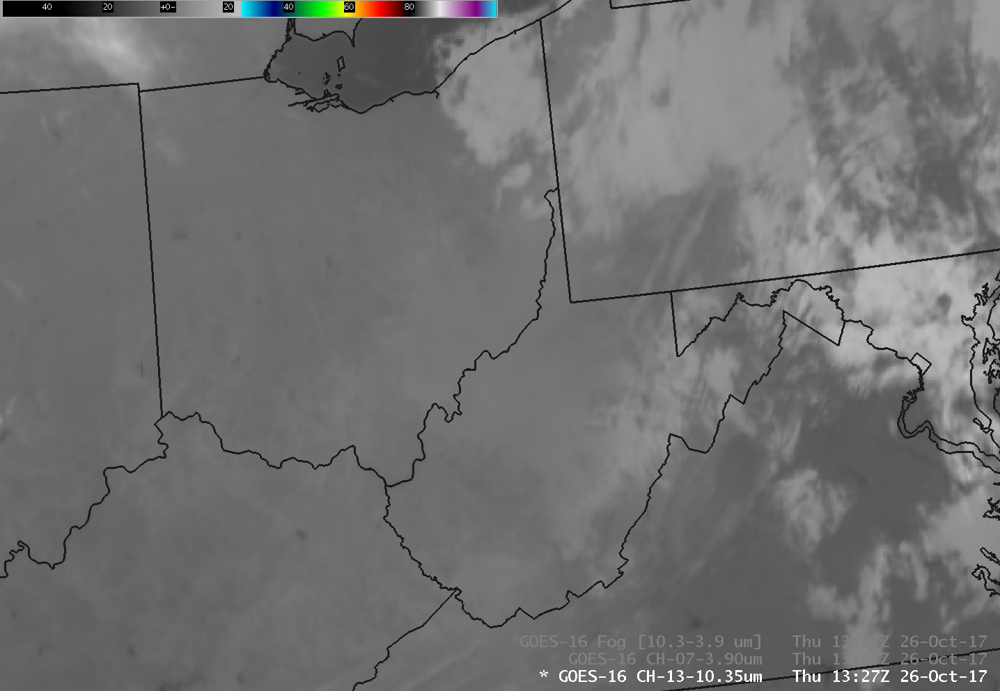 40 20 +0- 20 40 60 80
GOES-16 Fog [10.3-3.9 um] Thu 26-Oct-17
GOES-16 CH-07-3.90um Thu 26-Oct-17
* GOES-16 CH-13-10.35um Thu 13:27Z 26-Oct-17